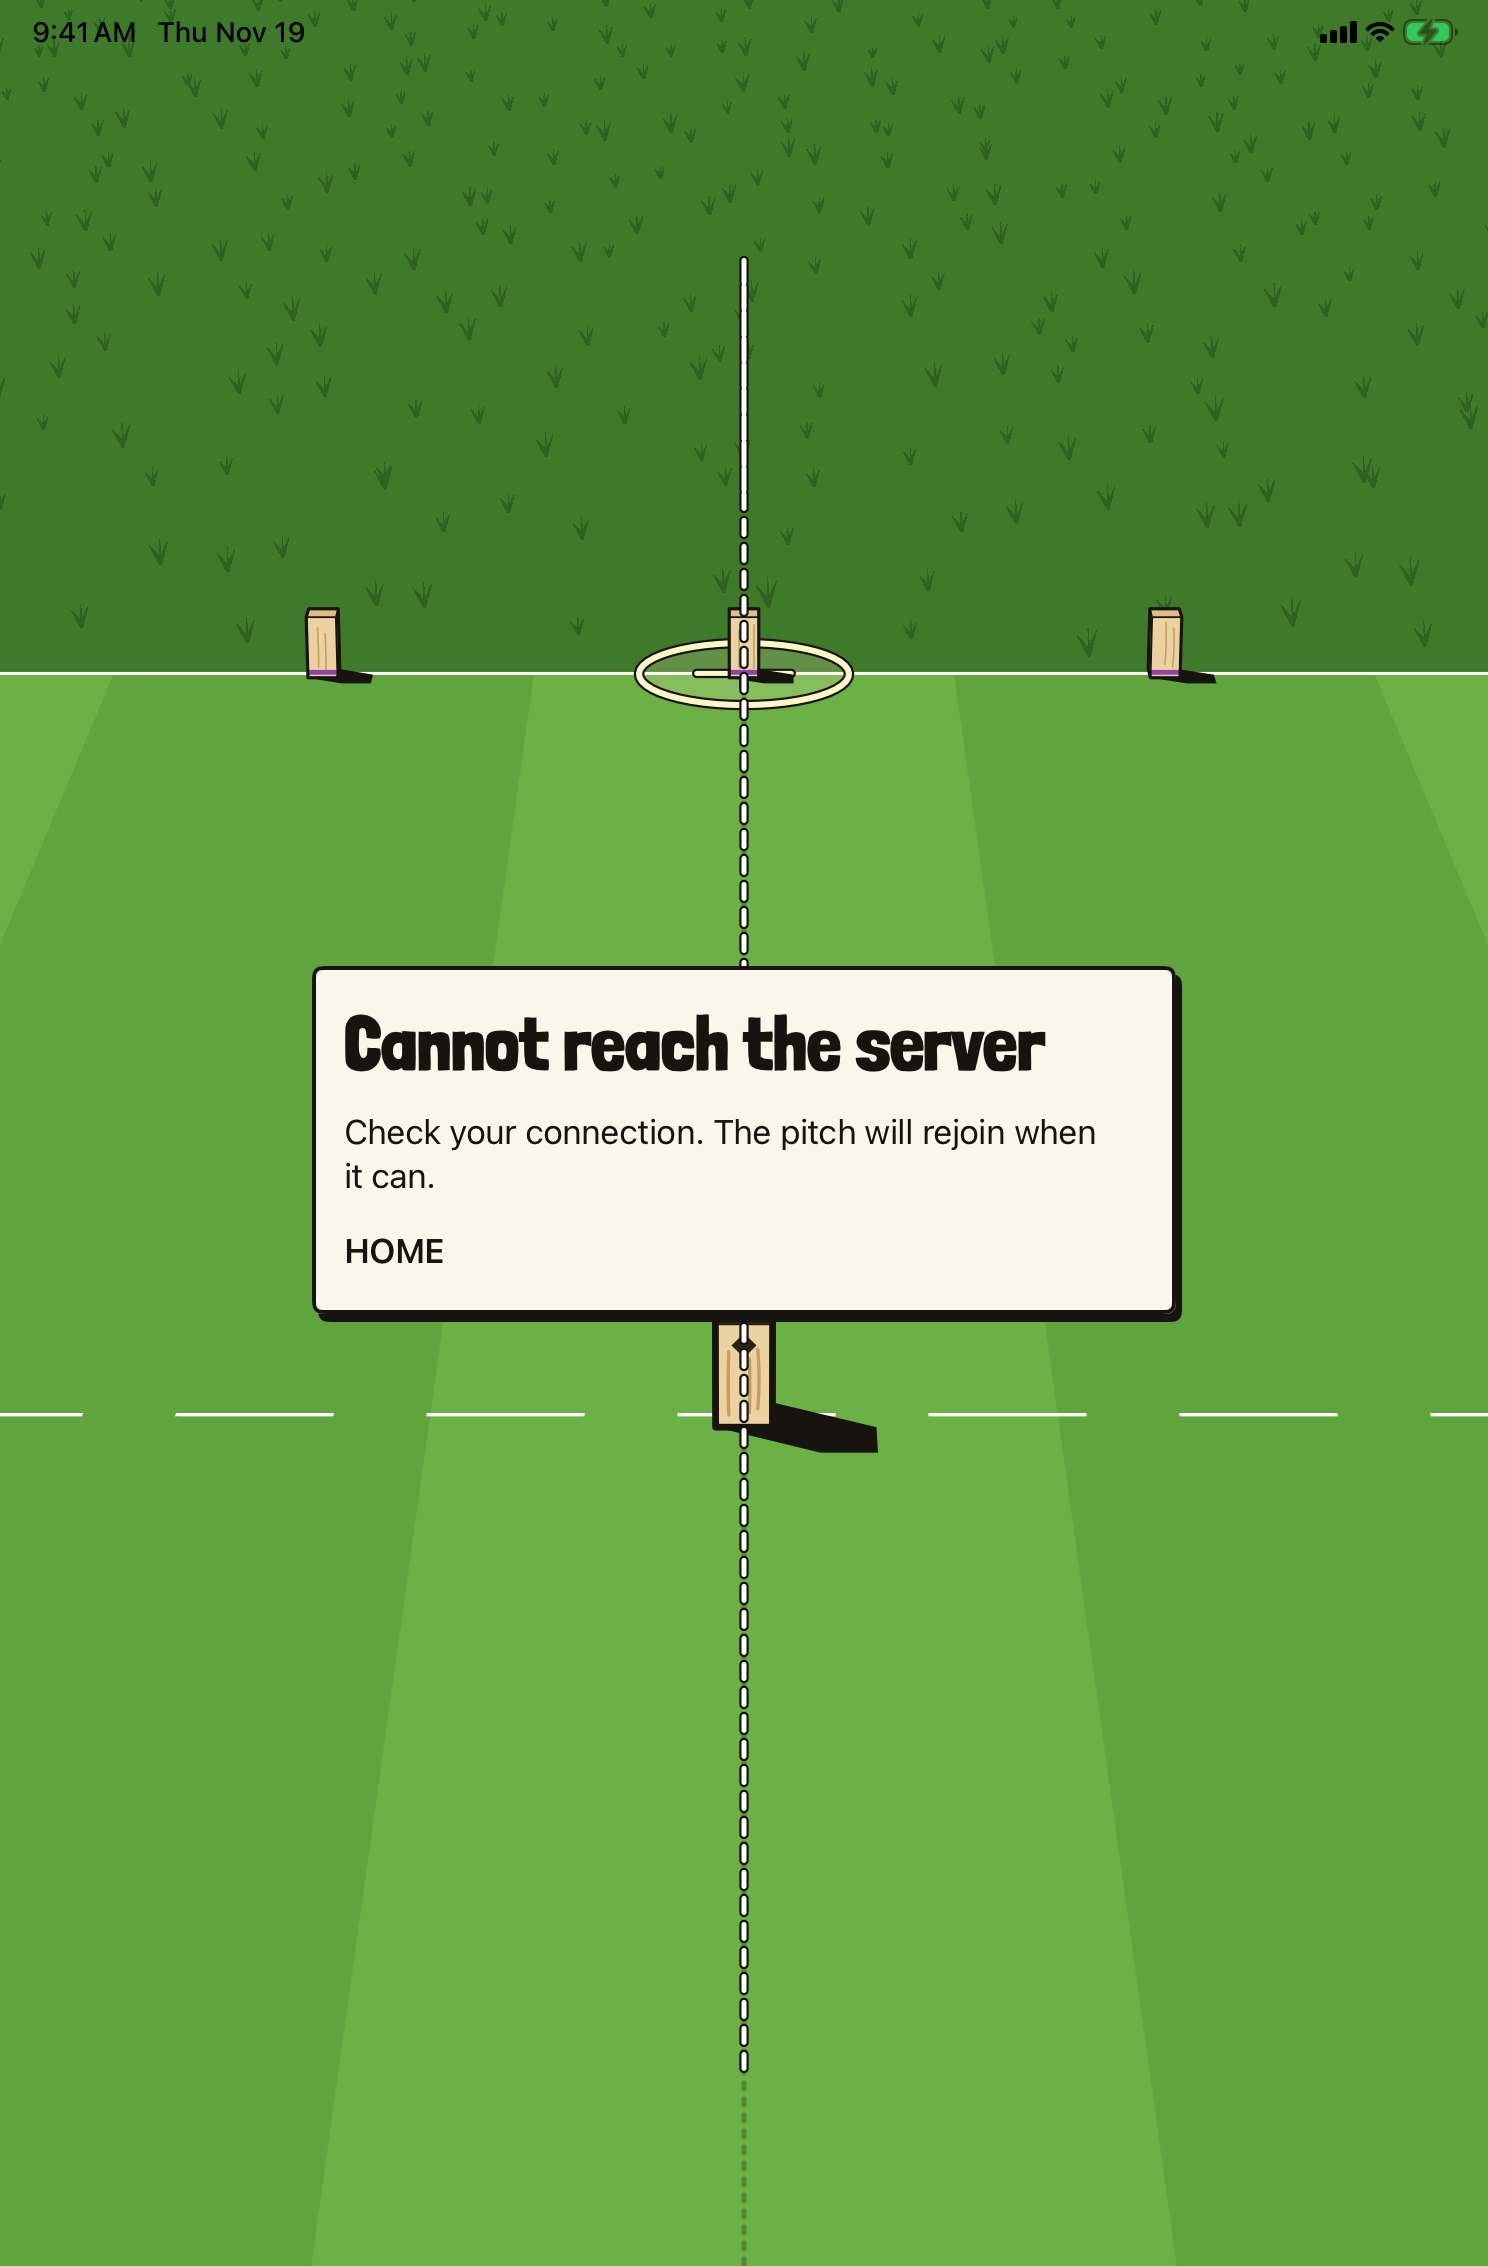 9:41 AM Thu Nov 19
Cannot reach the server
Check your connection. The pitch will rejoin when
it can.
HOME